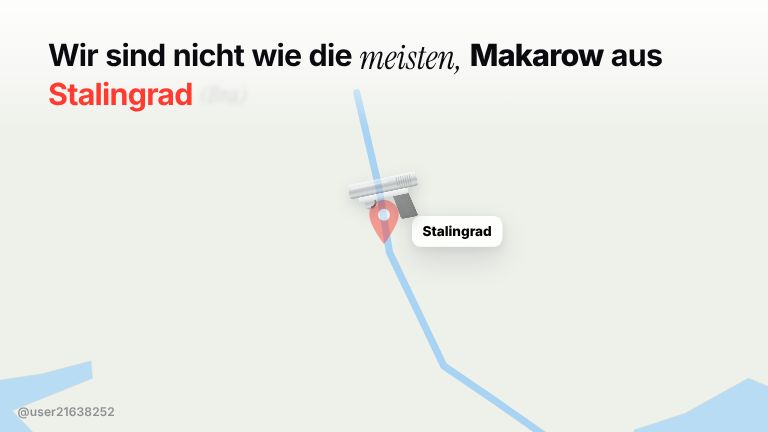 Wir sind nicht wie die meisten, Makarow aus
Stalingrad
Stalingrad
@user21638252